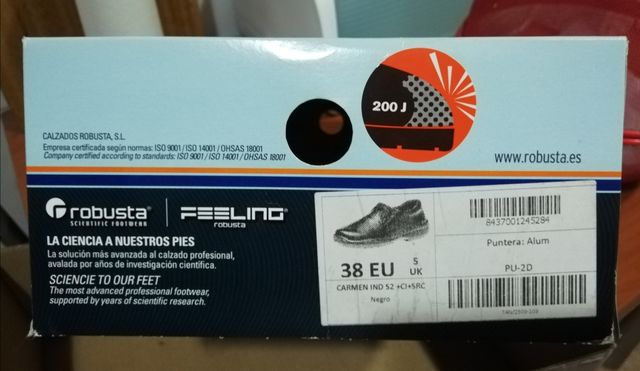 200 J
CALZADOS ROBUSTA, S.L.
Empresa certificada según normas: ISO 9001 / ISO 14001 / OHSAS 18001
Company certified according to standards: ISO 9001 / ISO 14001 / OHSAS 18001
www.robusta.es
robusta®
SCIENTIFIC FOOTWEAR
FEELING
robusta
LA CIENCIA A NUESTROS PIES
La solución más avanzada al calzado profesional,
avalada por años de investigación científica.
SCIENCIE TO OUR FEET
The most advanced professional footwear,
supported by years of scientific research.
38 EU
5
UK
CARMEN IND S2 +CI+SRC
Negro
8437001245284
Puntera: Alum
PU-2D